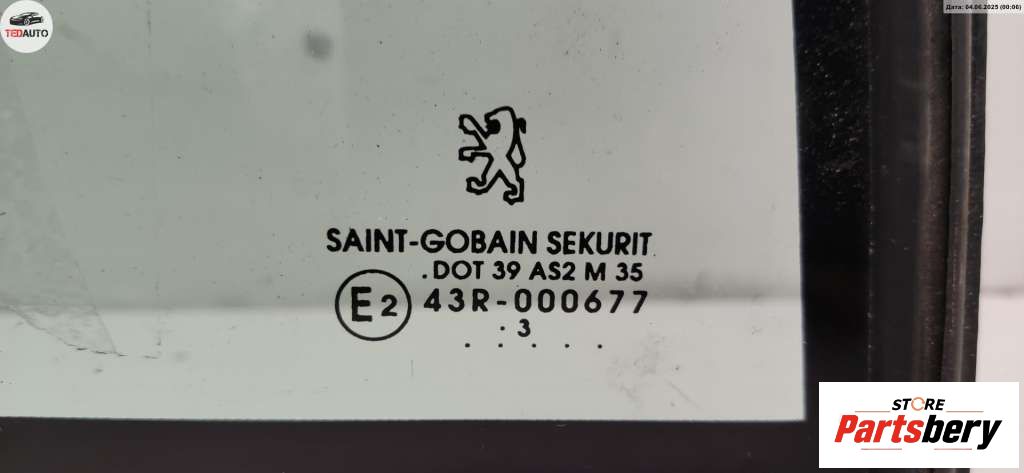 TEDAUTO
Дата: 04.06.2025 (00:06)
SAINT-GOBAIN SEKURIT
.DOT 39 AS2 M 35
E2 43R-000677
. 3
. . . . .
STORE
Partsbery